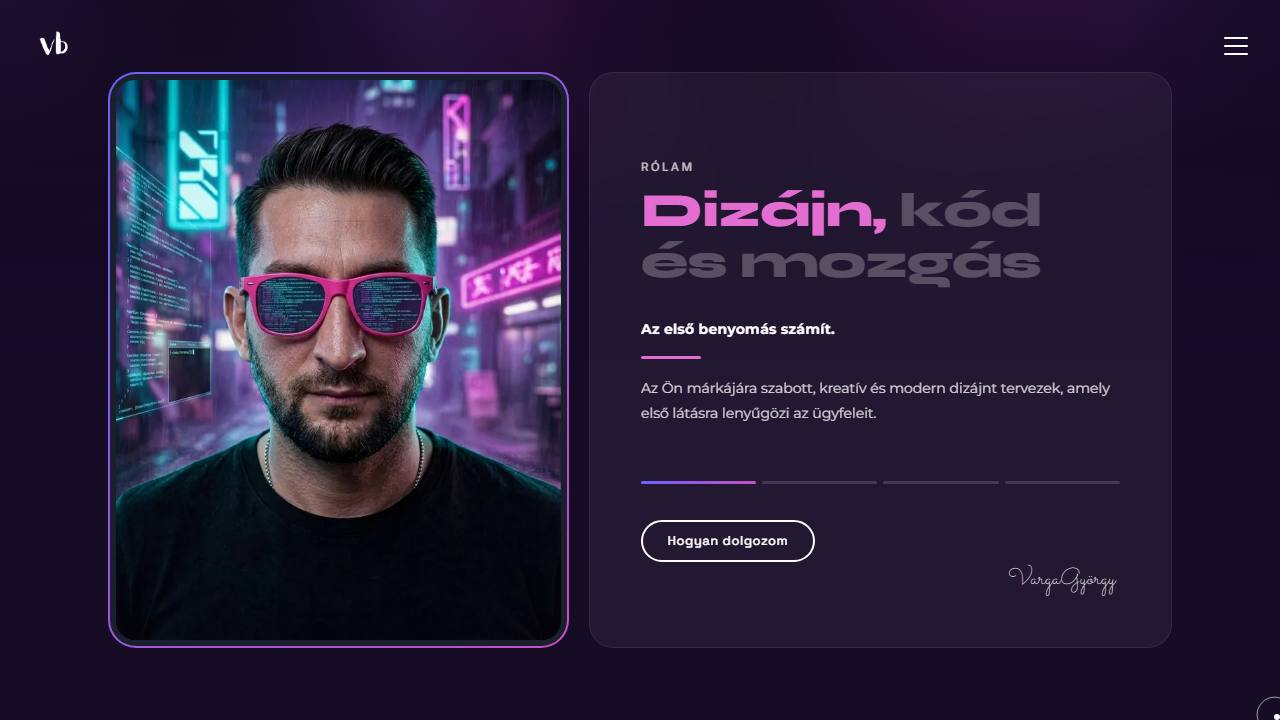 vb
RÓLAM
Dizájn, kód
és mozgás
Az első benyomás számít.
Az Ön márkájára szabott, kreatív és modern dizájnt tervezek, amely
első látásra lenyűgözi az ügyfeleit.
Hogyan dolgozom
VargaGyörgy